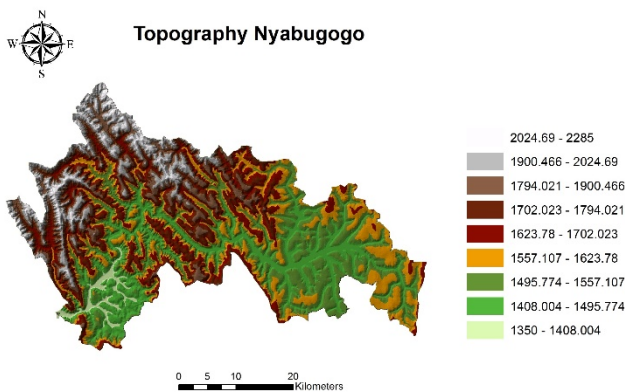 N
W E
S
Topography Nyabugogo
2024.69 - 2285
1900.466 - 2024.69
1794.021 - 1900.466
1702.023 - 1794.021
1623.78 - 1702.023
1557.107 - 1623.78
1495.774 - 1557.107
1408.004 - 1495.774
1350 - 1408.004
0 5 10 20
Kilometers